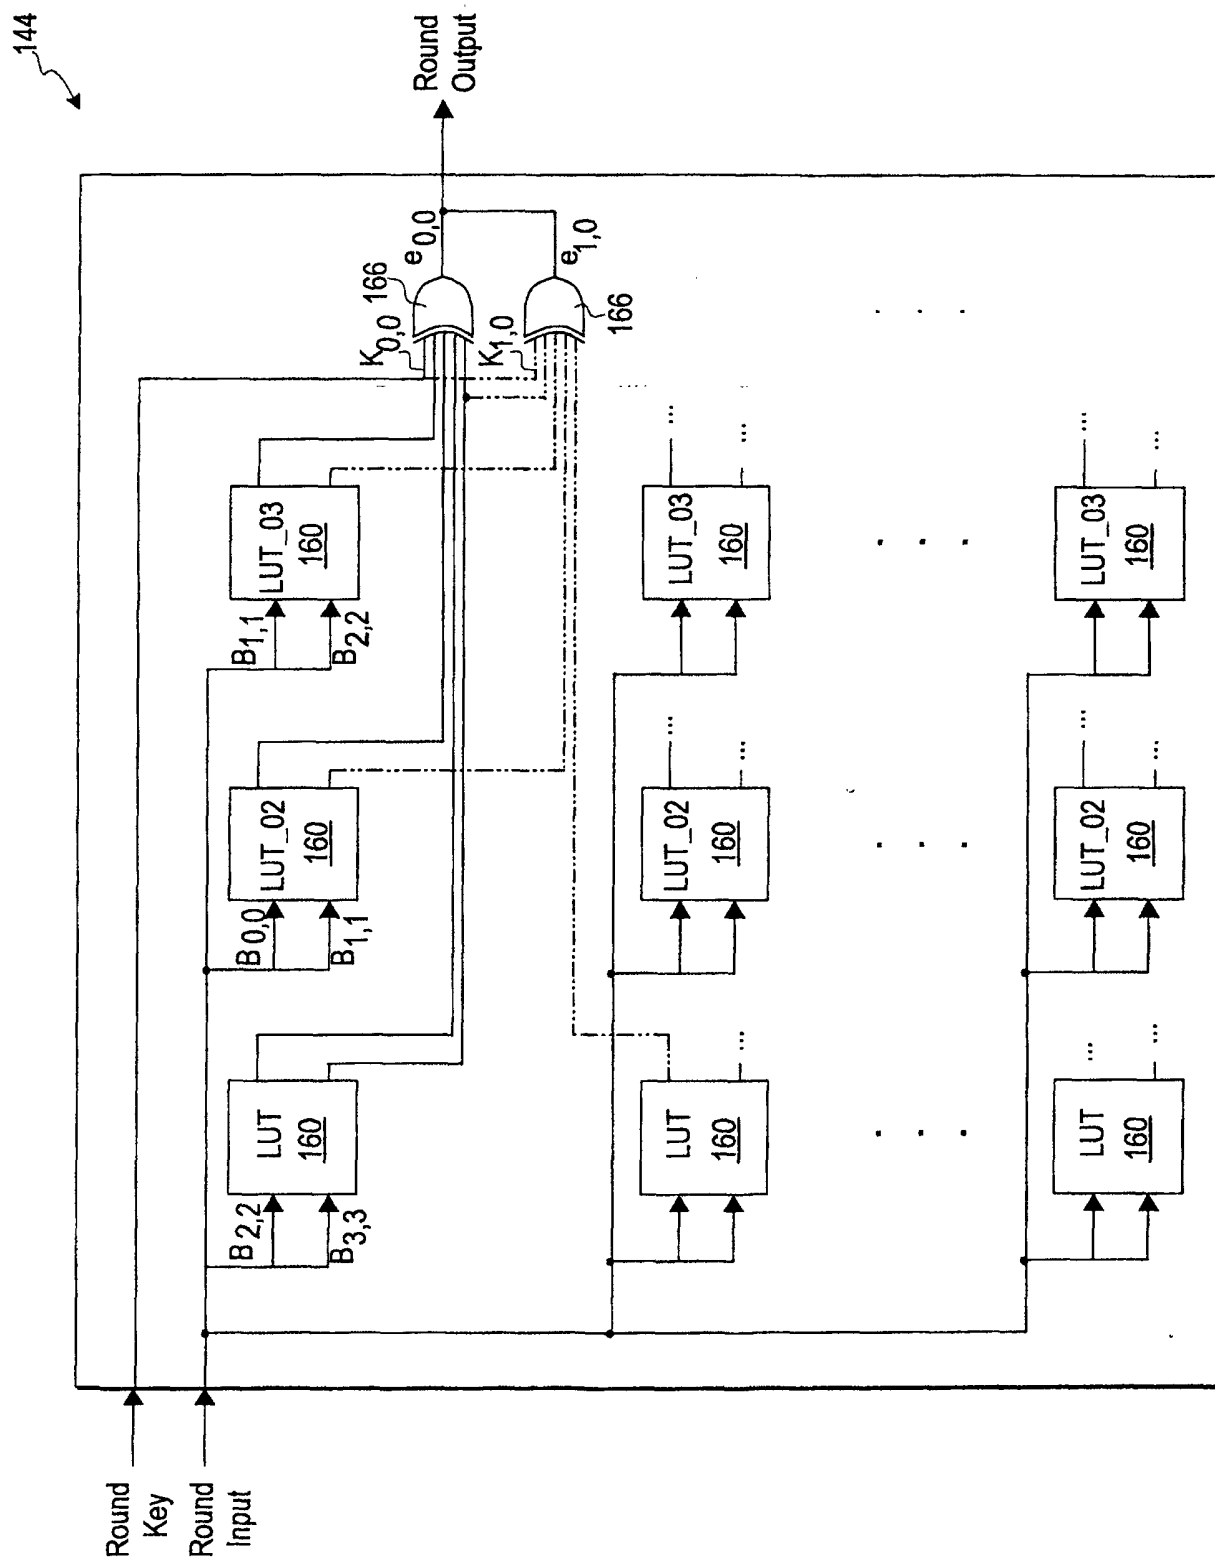 144
Round
Key
Round
Input
Round
Output
B2,2
B3,3
LUT
160
B0,0
B1,1
LUT_02
160
B1,1
B2,2
LUT_03
160
K0,0
166
e0,0
K1,0
166
e1,0
LUT
160
...
LUT_02
160
...
...
LUT_03
160
...
...
LUT
160
...
...
LUT_02
160
...
...
LUT_03
160
...
...